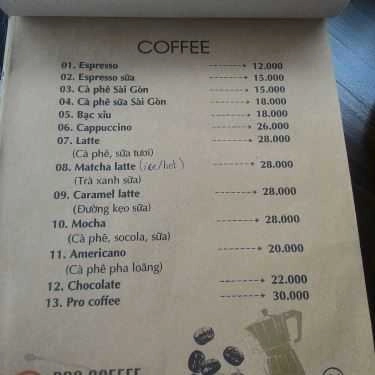 COFFEE
01. Espresso 12.000
02. Espresso sữa 15.000
03. Cà phê Sài Gòn 15.000
04. Cà phê sữa Sài Gòn 18.000
05. Bạc xỉu 18.000
06. Cappuccino 26.000
07. Latte 28.000
(Cà phê, sữa tươi)
08. Matcha latte (ice/hot) 28.000
(Trà xanh sữa)
09. Caramel latte 28.000
(Đường kẹo sữa)
10. Mocha 28.000
(Cà phê, socola, sữa)
11. Americano 20.000
(Cà phê pha loãng)
12. Chocolate 22.000
13. Pro coffee 30.000
COFFEE